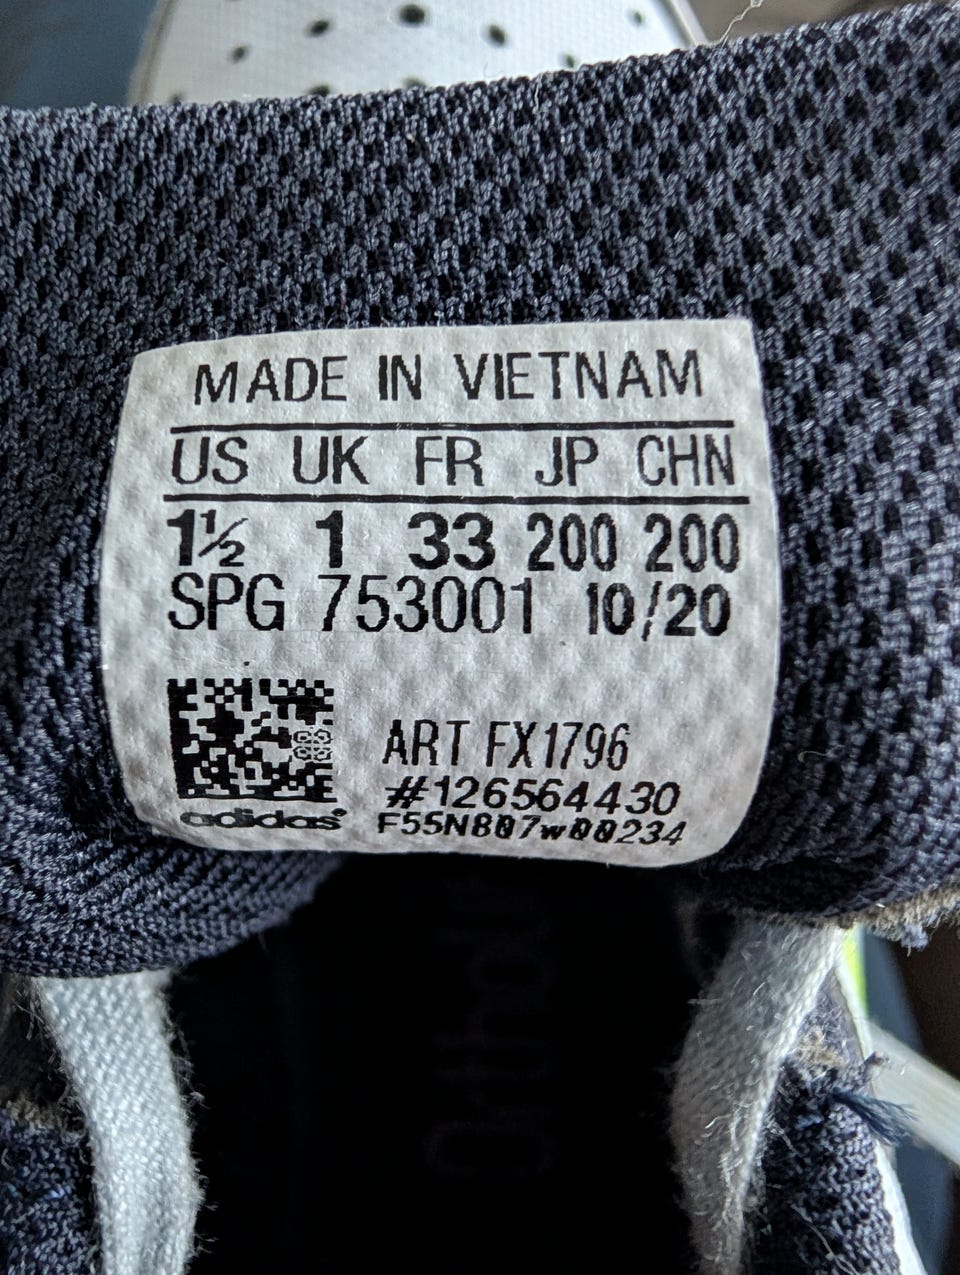 MADE IN VIETNAM
US UK FR JP CHN
1½ 1 33 200 200
SPG 753001 10/20
ART FX1796
#126564430
adidas® F55N807w00234